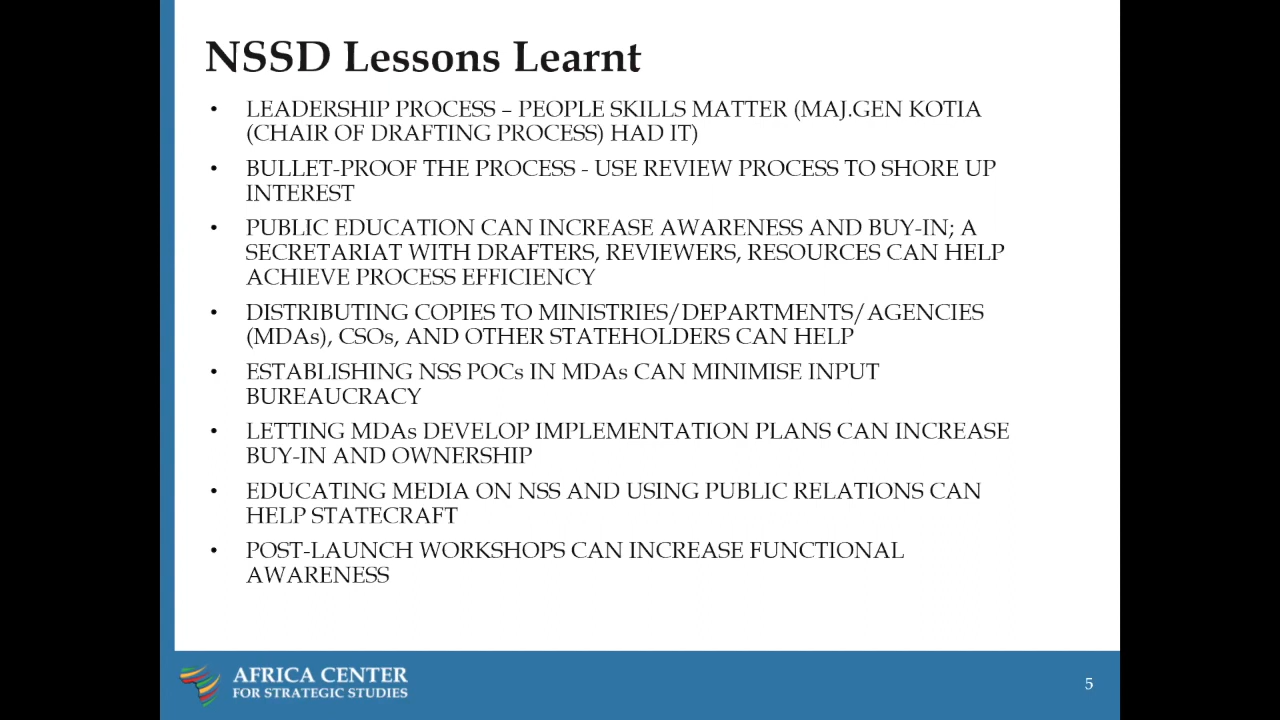 NSSD Lessons Learnt
• LEADERSHIP PROCESS – PEOPLE SKILLS MATTER (MAJ.GEN KOTIA
(CHAIR OF DRAFTING PROCESS) HAD IT)
• BULLET-PROOF THE PROCESS - USE REVIEW PROCESS TO SHORE UP
INTEREST
• PUBLIC EDUCATION CAN INCREASE AWARENESS AND BUY-IN; A
SECRETARIAT WITH DRAFTERS, REVIEWERS, RESOURCES CAN HELP
ACHIEVE PROCESS EFFICIENCY
• DISTRIBUTING COPIES TO MINISTRIES/DEPARTMENTS/AGENCIES
(MDAs), CSOs, AND OTHER STATEHOLDERS CAN HELP
• ESTABLISHING NSS POCs IN MDAs CAN MINIMISE INPUT
BUREAUCRACY
• LETTING MDAs DEVELOP IMPLEMENTATION PLANS CAN INCREASE
BUY-IN AND OWNERSHIP
• EDUCATING MEDIA ON NSS AND USING PUBLIC RELATIONS CAN
HELP STATECRAFT
• POST-LAUNCH WORKSHOPS CAN INCREASE FUNCTIONAL
AWARENESS
AFRICA CENTER
FOR STRATEGIC STUDIES
5